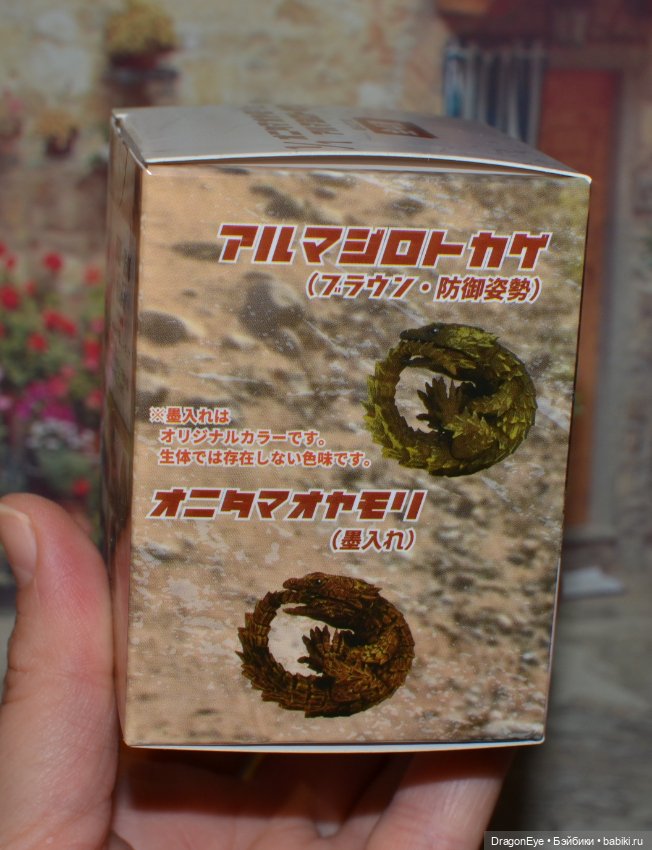 アルマジロトカゲ
(ブラウン・防御姿勢)
※墨入れは
オリジナルカラーです。
生体では存在しない色味です。
オニタマオヤモリ
(墨入れ)
DragonEye • Бэйбики • babiki.ru